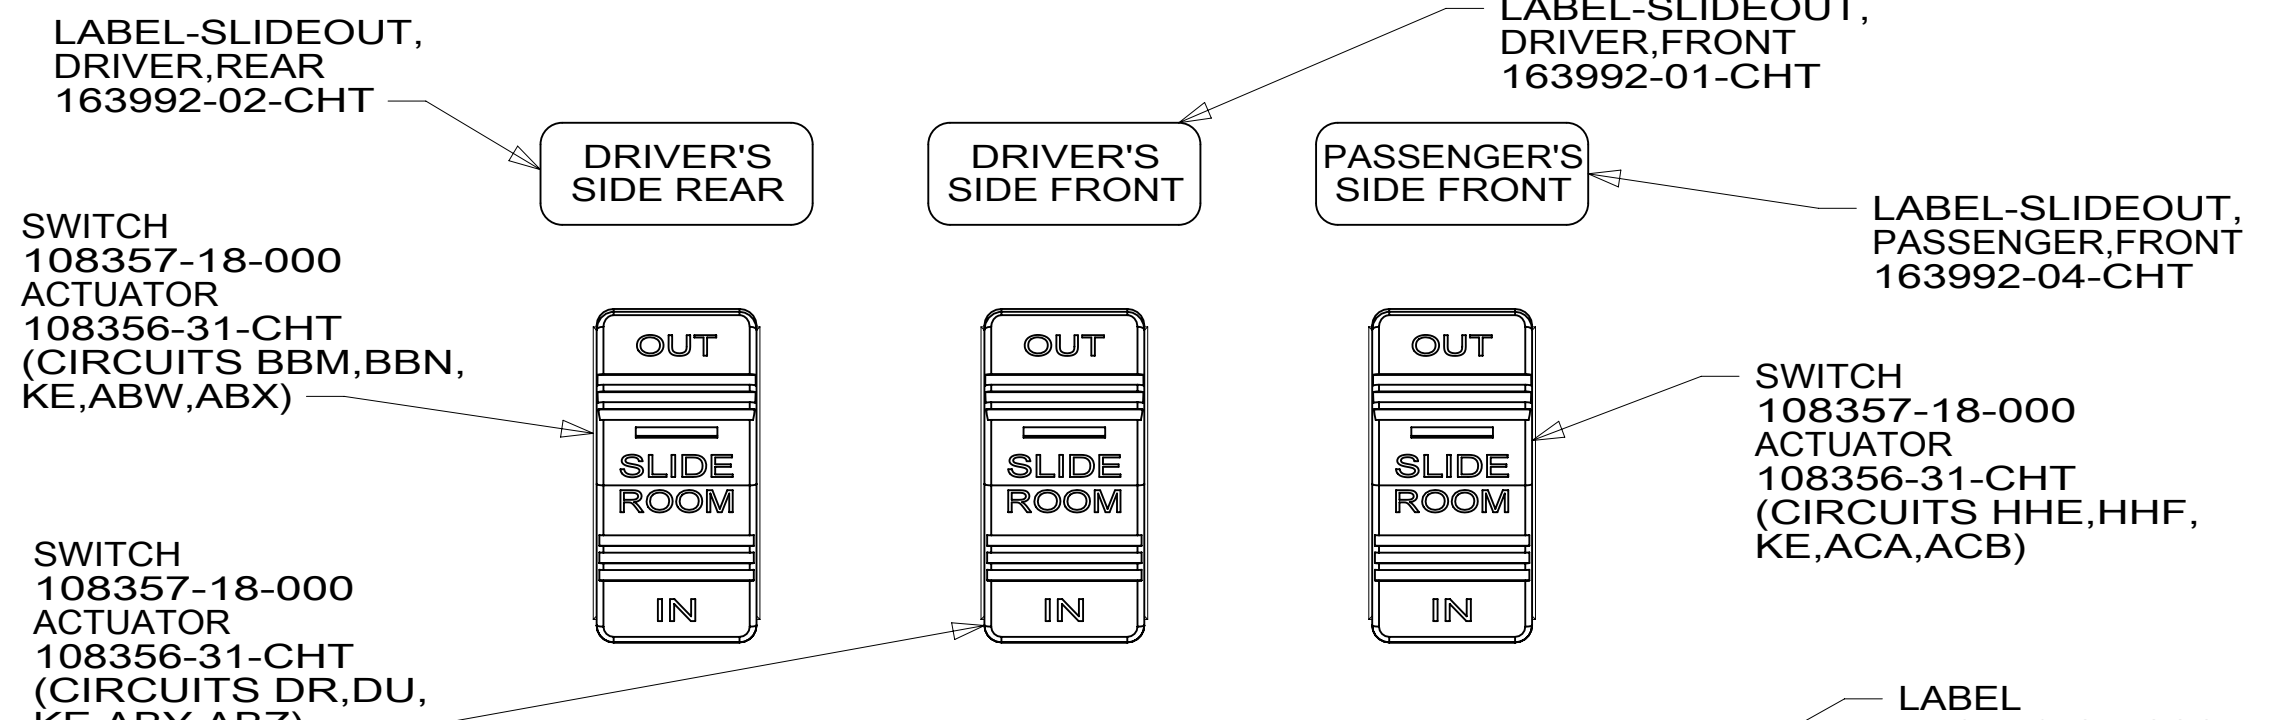 LABEL-SLIDEOUT,
DRIVER,REAR
163992-02-CHT
LABEL-SLIDEOUT,
DRIVER,FRONT
163992-01-CHT
DRIVER'S
SIDE REAR
DRIVER'S
SIDE FRONT
PASSENGER'S
SIDE FRONT
LABEL-SLIDEOUT,
PASSENGER,FRONT
163992-04-CHT
SWITCH
108357-18-000
ACTUATOR
108356-31-CHT
(CIRCUITS BBM,BBN,
KE,ABW,ABX)
OUT
SLIDE
ROOM
IN
OUT
SLIDE
ROOM
IN
OUT
SLIDE
ROOM
IN
SWITCH
108357-18-000
ACTUATOR
108356-31-CHT
(CIRCUITS HHE,HHF,
KE,ACA,ACB)
SWITCH
108357-18-000
ACTUATOR
108356-31-CHT
(CIRCUITS DR,DU,
LABEL